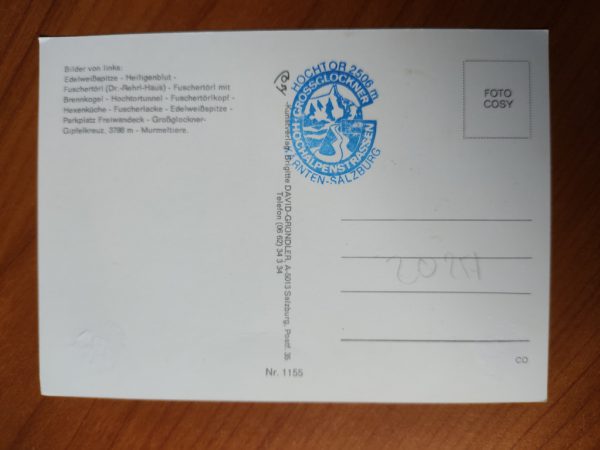 Bilder von links:
Edelweißspitze - Heiligenblut -
Fuschertörl (Dr.-Rehrl-Haus) - Fuschertörl mit
Brennkogel - Hochtortunnel - Fuschertörlkopf -
Hexenküche - Fuscherlacke - Edelweißspitze -
Parkplatz Freiwandeck - Großglockner-
Gipfelkreuz, 3798 m - Murmeltiere.
HOCHTOR 2506 m
GROSSGLOCKNER
HOCHALPENSTRASSEN
KÄRNTEN-SALZBURG
FOTO
COSY
-Kunstverlag, Brigitte DAVID-GRÜNDLER, A-5013 Salzburg, Postf. 35
Telefon (06 62) 34 3 34
CO
Nr. 1155